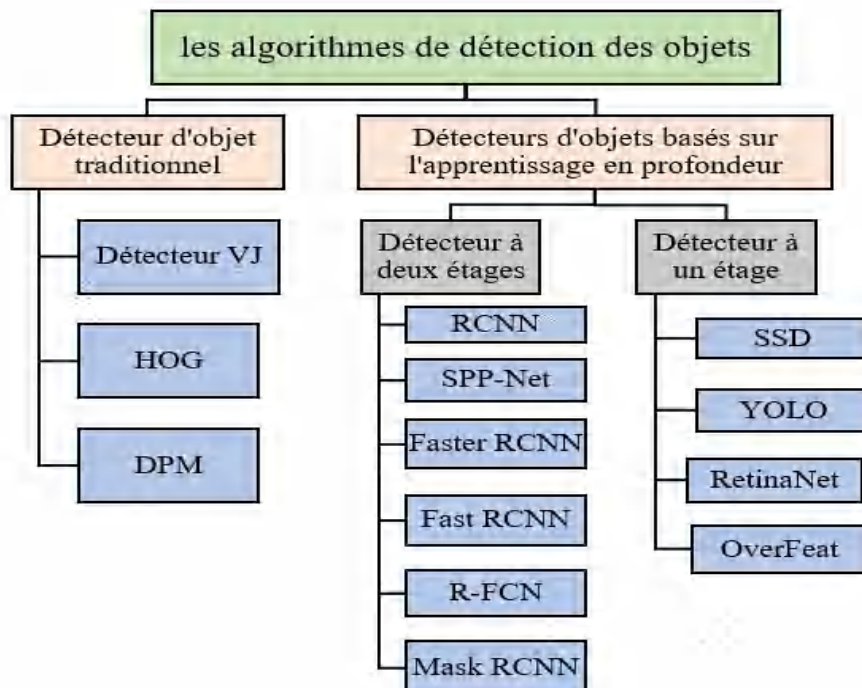 les algorithmes de détection des objets
Détecteur d'objet
traditionnel
Détecteur VJ
HOG
DPM
Détecteurs d'objets basés sur
l'apprentissage en profondeur
Détecteur à
deux étages
RCNN
SPP-Net
Faster RCNN
Fast RCNN
R-FCN
Mask RCNN
Détecteur à
un étage
SSD
YOLO
RetinaNet
OverFeat